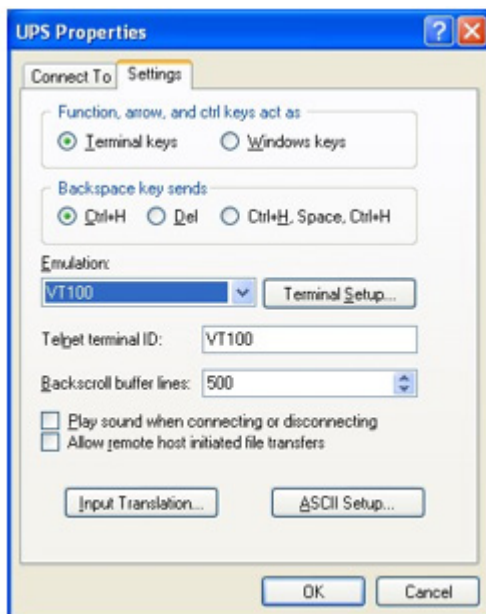 UPS Properties
Connect To Settings
Function, arrow, and ctrl keys act as
Terminal keys Windows keys
Backspace key sends
Ctrl+H Del Ctrl+H, Space, Ctrl+H
Emulation:
VT100 Terminal Setup...
Telnet terminal ID: VT100
Backscroll buffer lines: 500
Play sound when connecting or disconnecting
Allow remote host initiated file transfers
Input Translation... ASCII Setup...
OK Cancel